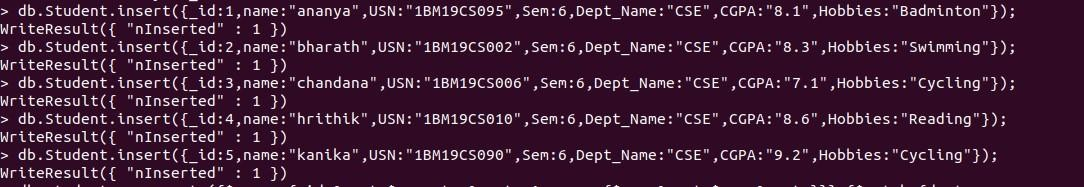 > db.Student.insert({_id:1,name:"ananya",USN:"1BM19CS095",Sem:6,Dept_Name:"CSE",CGPA:"8.1",Hobbies:"Badminton"});
WriteResult({ "nInserted" : 1 })
> db.Student.insert({_id:2,name:"bharath",USN:"1BM19CS002",Sem:6,Dept_Name:"CSE",CGPA:"8.3",Hobbies:"Swimming"});
WriteResult({ "nInserted" : 1 })
> db.Student.insert({_id:3,name:"chandana",USN:"1BM19CS006",Sem:6,Dept_Name:"CSE",CGPA:"7.1",Hobbies:"Cycling"});
WriteResult({ "nInserted" : 1 })
> db.Student.insert({_id:4,name:"hrithik",USN:"1BM19CS010",Sem:6,Dept_Name:"CSE",CGPA:"8.6",Hobbies:"Reading"});
WriteResult({ "nInserted" : 1 })
> db.Student.insert({_id:5,name:"kanika",USN:"1BM19CS090",Sem:6,Dept_Name:"CSE",CGPA:"9.2",Hobbies:"Cycling"});
WriteResult({ "nInserted" : 1 })